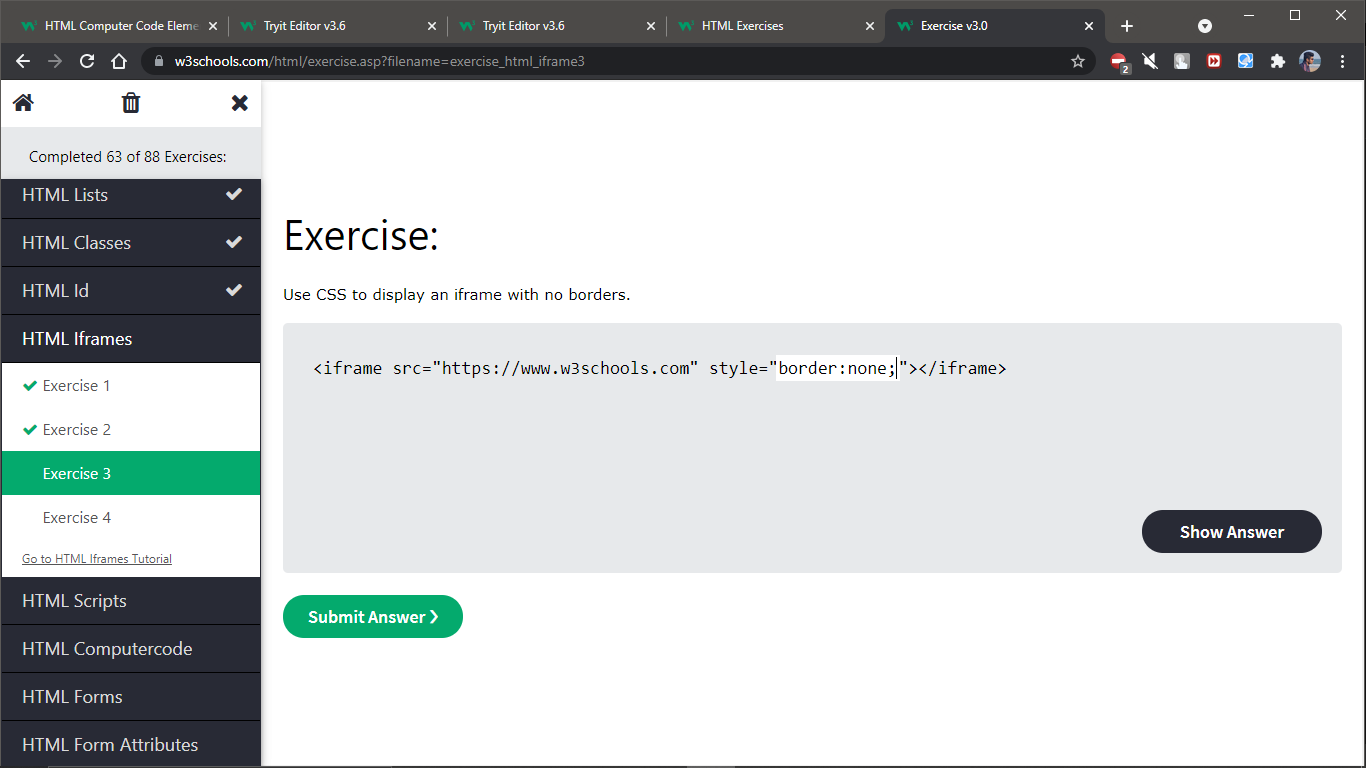 HTML Computer Code Eleme
Tryit Editor v3.6
Tryit Editor v3.6
HTML Exercises
Exercise v3.0
w3schools.com/html/exercise.asp?filename=exercise_html_iframe3
2
Completed 63 of 88 Exercises:
HTML Lists
HTML Classes
HTML Id
HTML Iframes
Exercise 1
Exercise 2
Exercise 3
Exercise 4
Go to HTML Iframes Tutorial
HTML Scripts
HTML Computercode
HTML Forms
HTML Form Attributes
Exercise:
Use CSS to display an iframe with no borders.
<iframe src="https://www.w3schools.com" style="border:none;"></iframe>
Show Answer
Submit Answer ❯